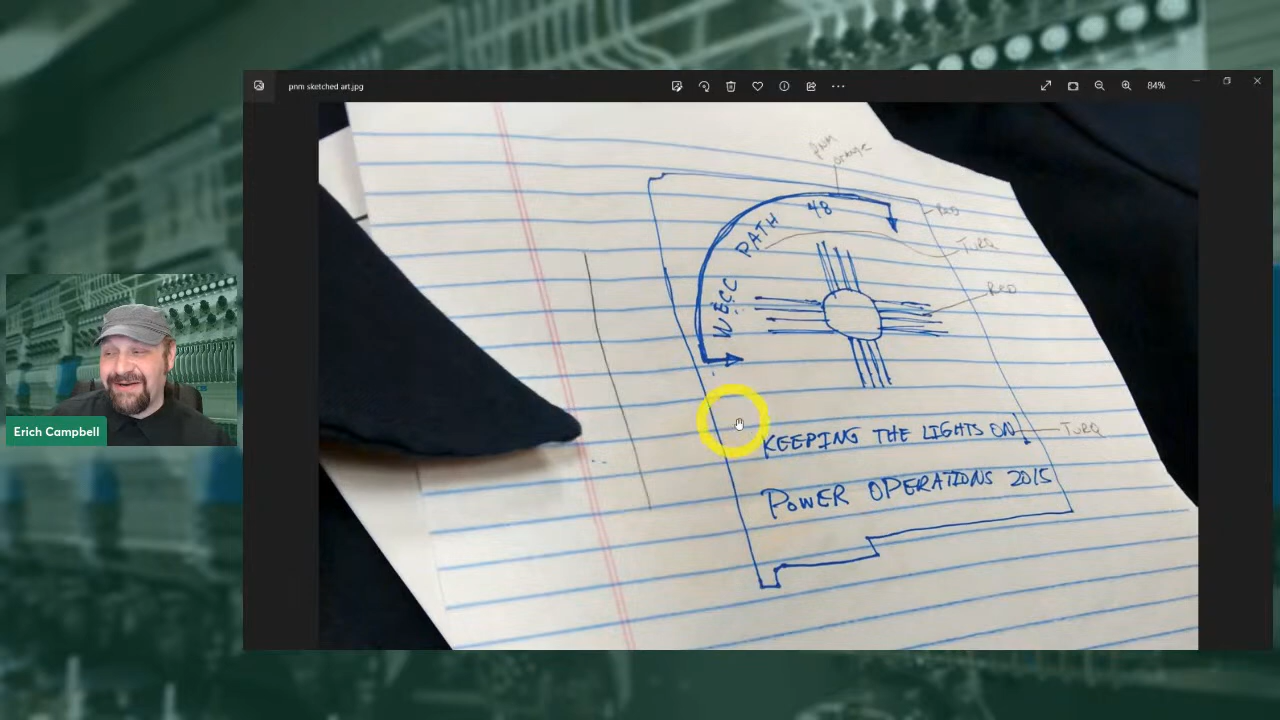 pnm sketched art.jpg
84%
PNM
orange
PATH 48
WECC
RED
TURQ
RED
KEEPING THE LIGHTS ON!
TURQ
POWER OPERATIONS 2015
Erich Campbell